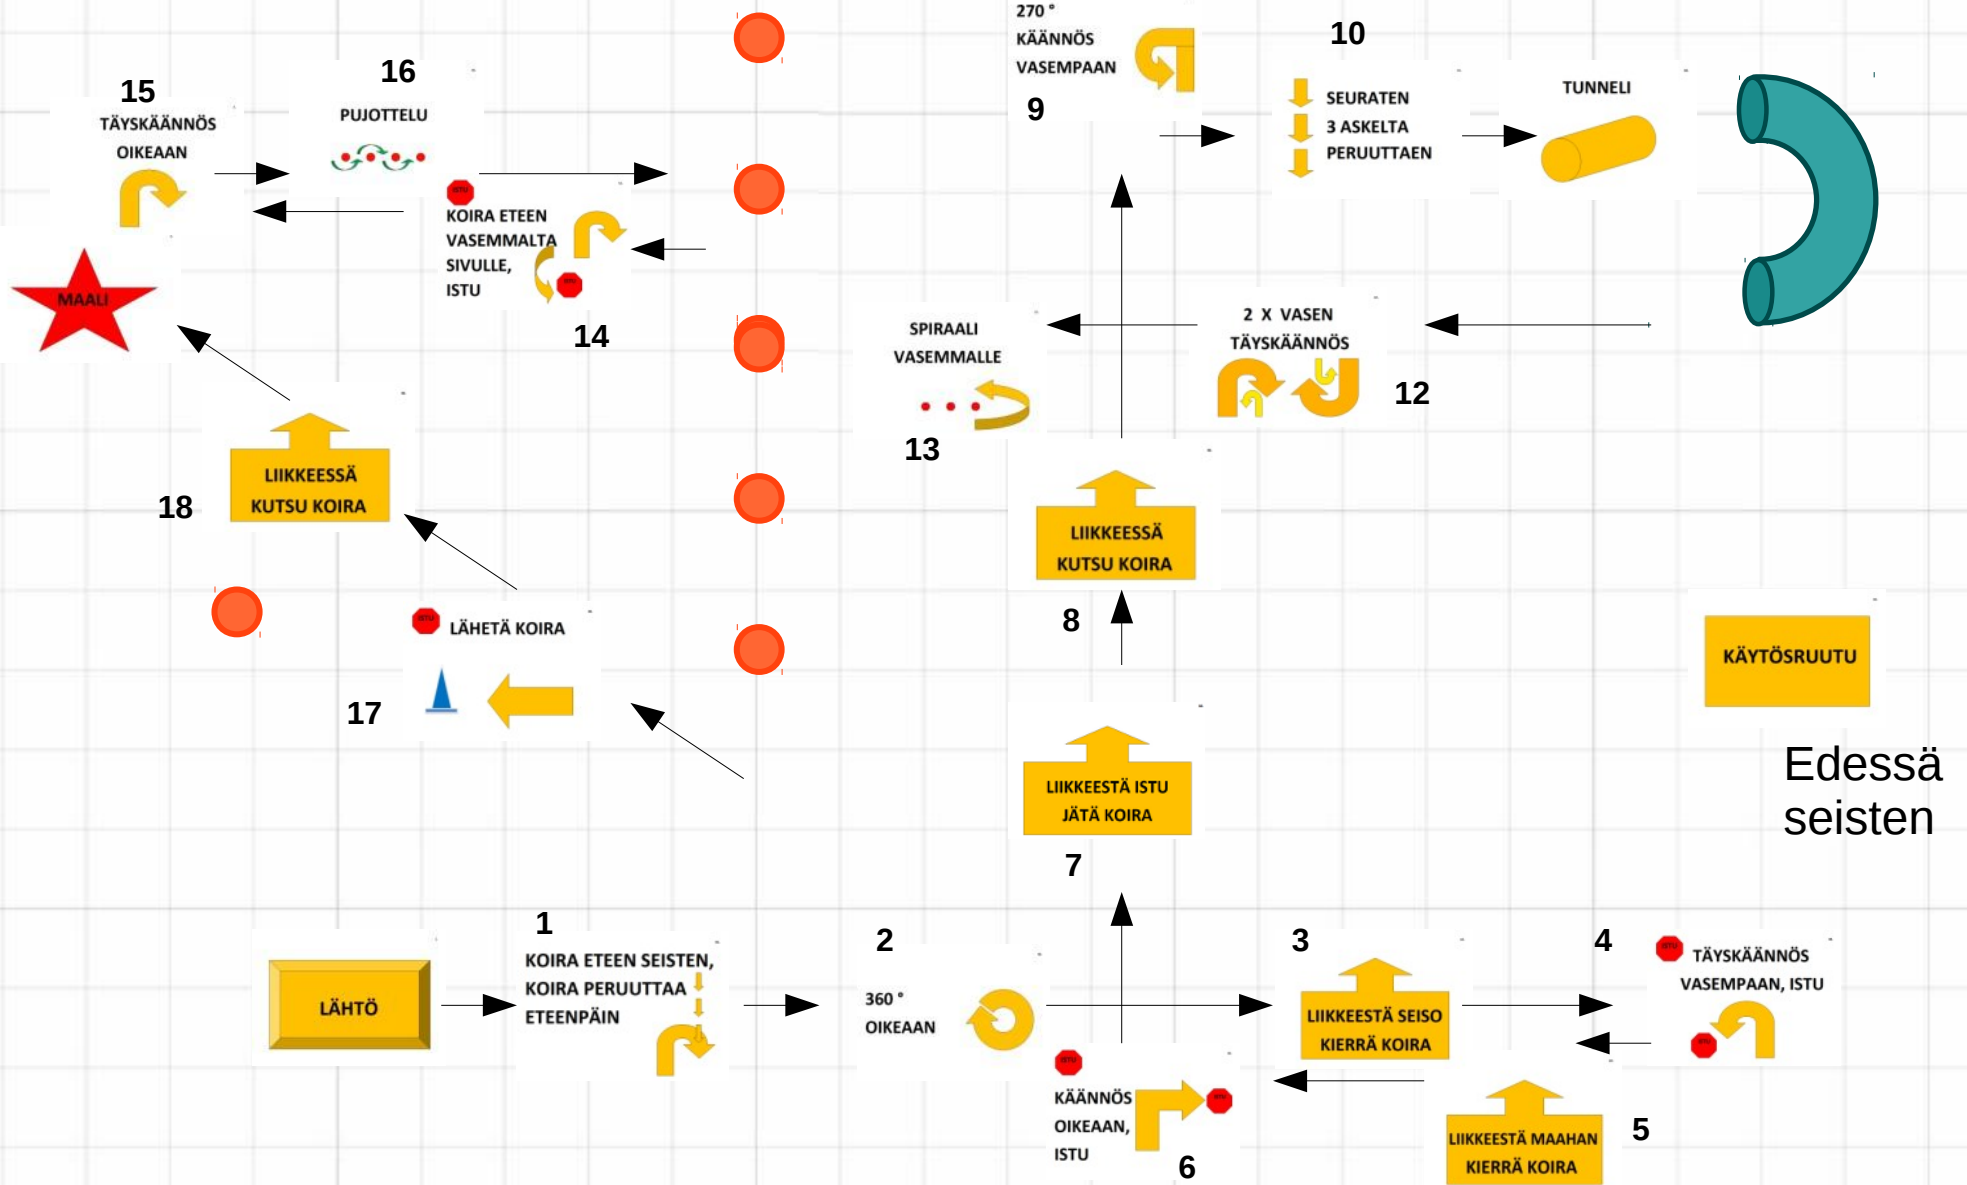 270 °
KÄÄNNÖS
VASEMPAAN
9
10
SEURATEN
3 ASKELTA
PERUUTTAEN
TUNNELI
15
TÄYSKÄÄNNÖS
OIKEAAN
16
PUJOTTELU
ISTU
KOIRA ETEEN
VASEMMALTA
SIVULLE,
ISTU
14
MAALI
SPIRAALI
VASEMMALLE
13
2 X VASEN
TÄYSKÄÄNNÖS
12
LIIKKEESSÄ
KUTSU KOIRA
18
LIIKKEESSÄ
KUTSU KOIRA
8
ISTU
LÄHETÄ KOIRA
17
KÄYTÖSRUUTU
Edessä
seisten
LIIKKEESTÄ ISTU
JÄTÄ KOIRA
7
LÄHTÖ
1
KOIRA ETEEN SEISTEN,
KOIRA PERUUTTAA
ETEENPÄIN
2
360 °
OIKEAAN
3
LIIKKEESTÄ SEISO
KIERRÄ KOIRA
4
ISTU
TÄYSKÄÄNNÖS
VASEMPAAN, ISTU
ISTU
KÄÄNNÖS
OIKEAAN,
ISTU
6
LIIKKEESTÄ MAAHAN
KIERRÄ KOIRA
5